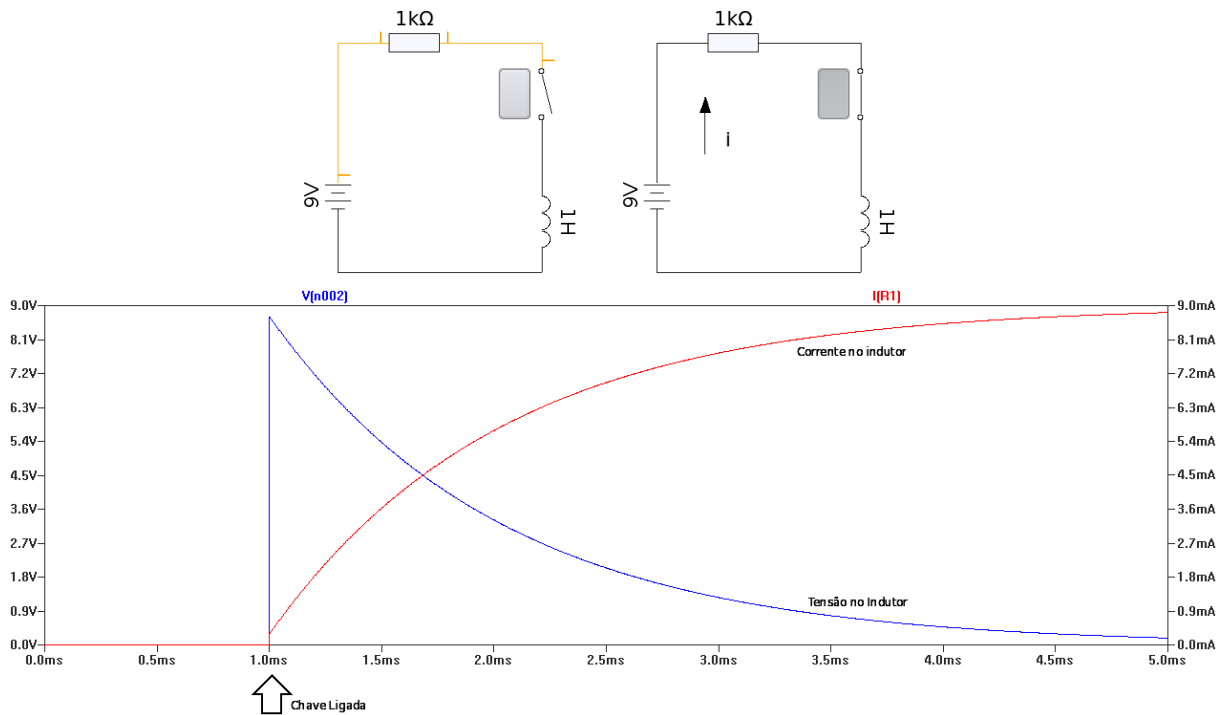 1kΩ
1kΩ
9V
1H
i
9V
1H
V(n002)
I(R1)
9.0V
9.0mA
8.1V
8.1mA
Corrente no indutor
7.2V
7.2mA
6.3V
6.3mA
5.4V
5.4mA
4.5V
4.5mA
3.6V
3.6mA
2.7V
2.7mA
1.8V
1.8mA
0.9V
Tensão no Indutor
0.9mA
0.0V
0.0mA
0.0ms 0.5ms 1.0ms 1.5ms 2.0ms 2.5ms 3.0ms 3.5ms 4.0ms 4.5ms 5.0ms
Chave Ligada